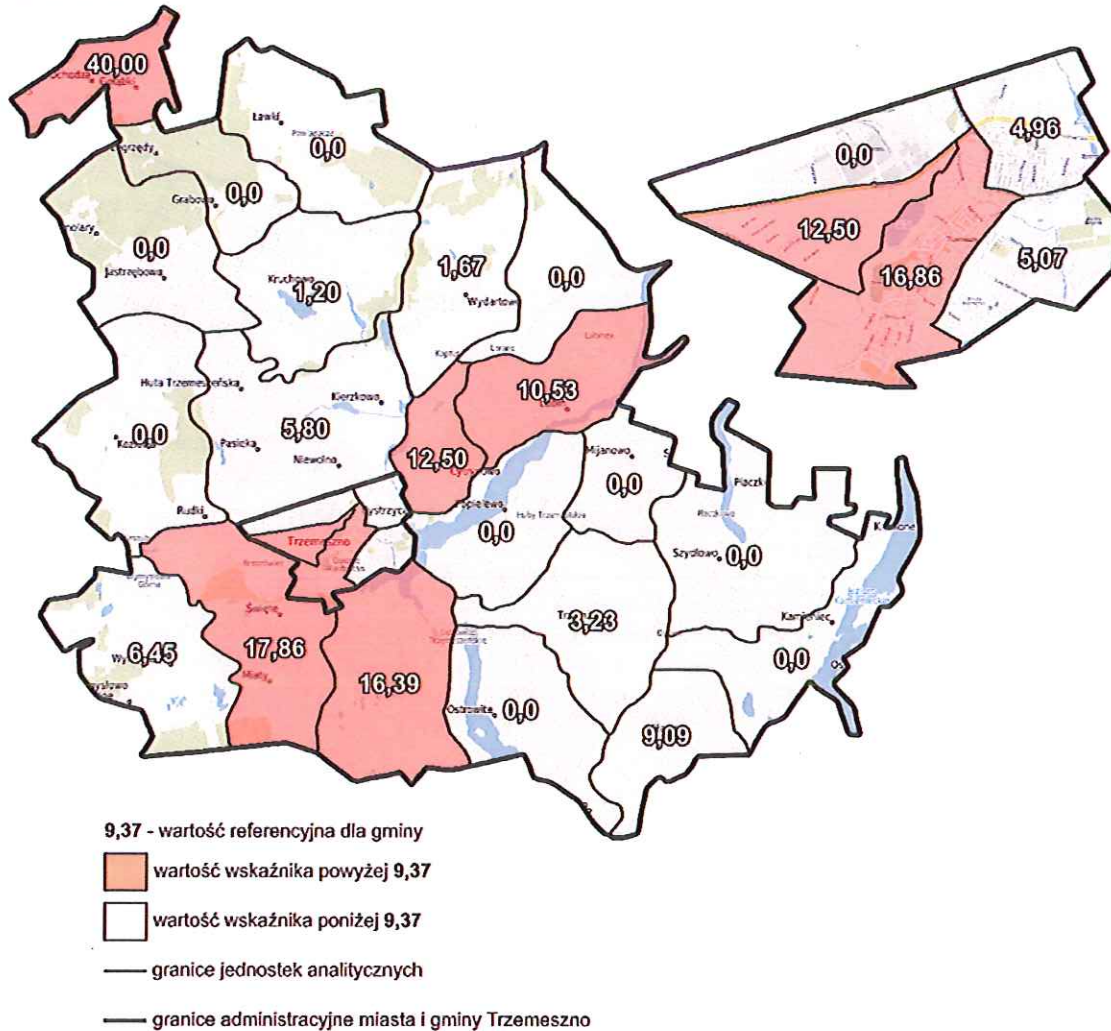 40,00
Ławki
0,0
Grabowo
0,0
0,0
Jastrzębowo
Kruchowo
1,20
1,67
Wydartowo
0,0
Huta Trzemeszeńska
Kierzkowo
5,80
0,0
Pasieka
Niewolno
12,50
10,53
Mijanowo
0,0
0,0
Huby Trzemeszeńskie
Rudki
Trzemeszno
Szydłowo
0,0
Kamieniec
Święte
17,86
Miaty
6,45
16,39
3,23
0,0
Ostrowite
0,0
9,09
0,0
4,96
12,50
16,86
5,07
9,37 - wartość referencyjna dla gminy
wartość wskaźnika powyżej 9,37
wartość wskaźnika poniżej 9,37
granice jednostek analitycznych
granice administracyjne miasta i gminy Trzemeszno